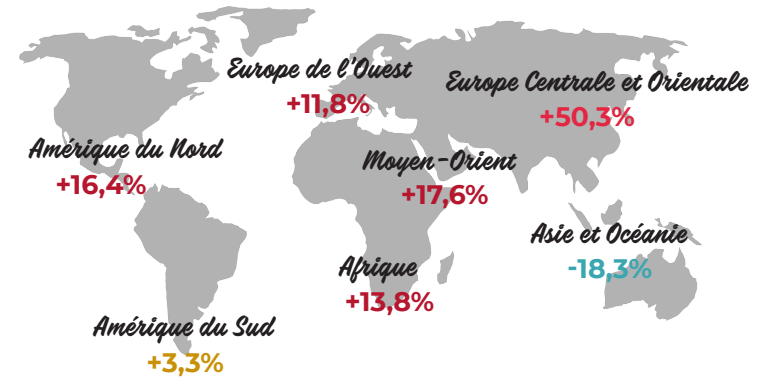 Europe de l'Ouest
+11,8%
Europe Centrale et Orientale
+50,3%
Amérique du Nord
+16,4%
Moyen-Orient
+17,6%
Asie et Océanie
-18,3%
Afrique
+13,8%
Amérique du Sud
+3,3%